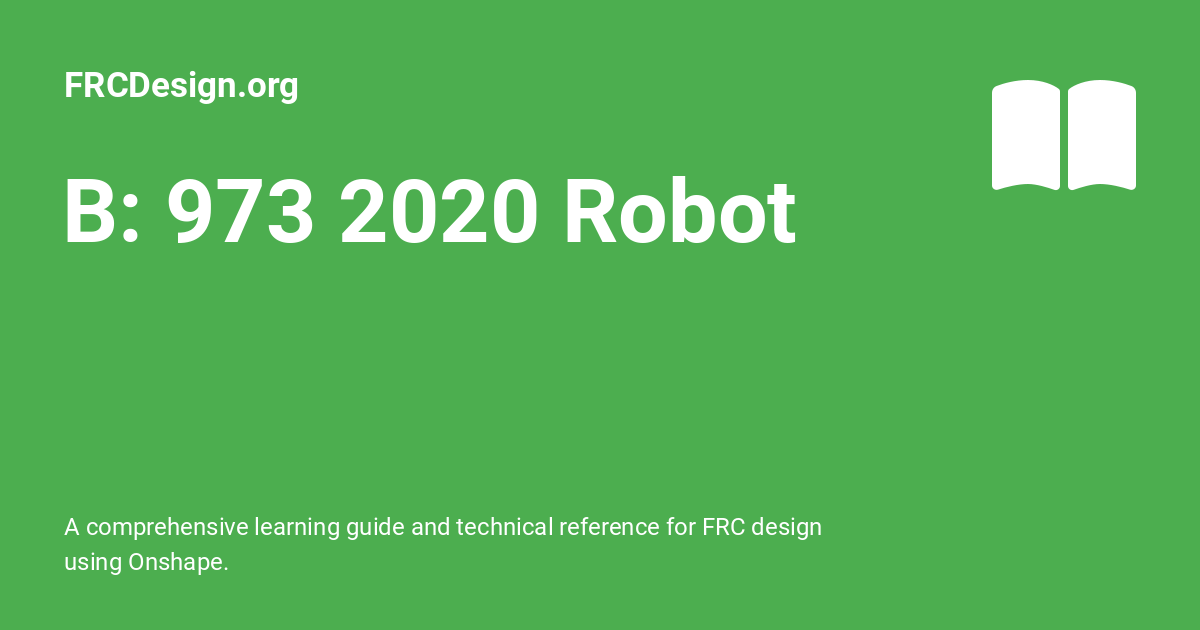 FRCDesign.org
B: 973 2020 Robot
A comprehensive learning guide and technical reference for FRC design
using Onshape.